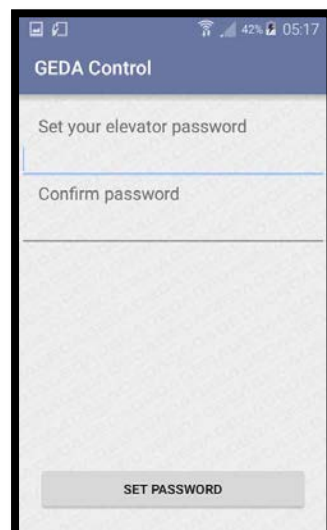 42% 05:17
GEDA Control
Set your elevator password
Confirm password
SET PASSWORD